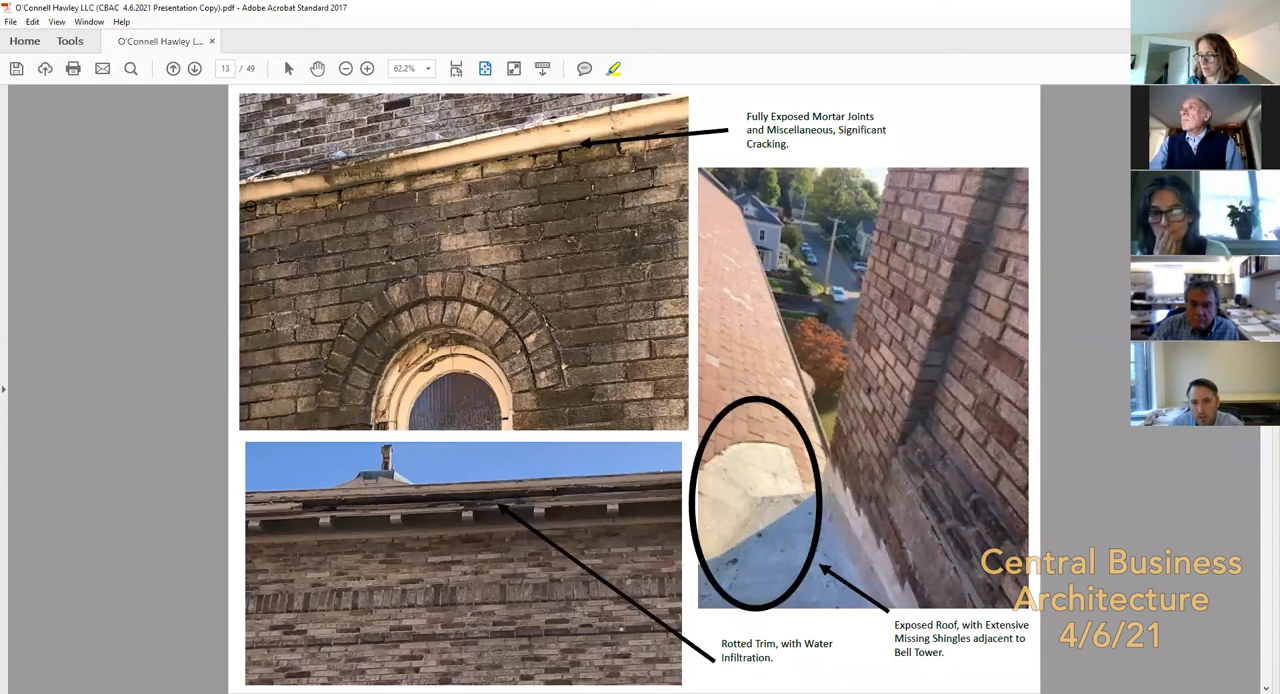 O'Connell Hawley LLC (CBAC 4.6.2021 Presentation Copy).pdf - Adobe Acrobat Standard 2017
File Edit View Window Help
Home Tools O'Connell Hawley L... ×
13 / 49 62.2%
Fully Exposed Mortar Joints
and Miscellaneous, Significant
Cracking.
Rotted Trim, with Water
Infiltration.
Exposed Roof, with Extensive
Missing Shingles adjacent to
Bell Tower.
Central Business
Architecture
4/6/21